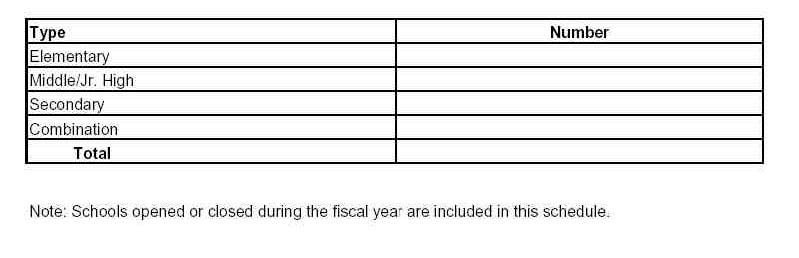 Type Number
Elementary
Middle/Jr. High
Secondary
Combination
Total
Note: Schools opened or closed during the fiscal year are included in this schedule.